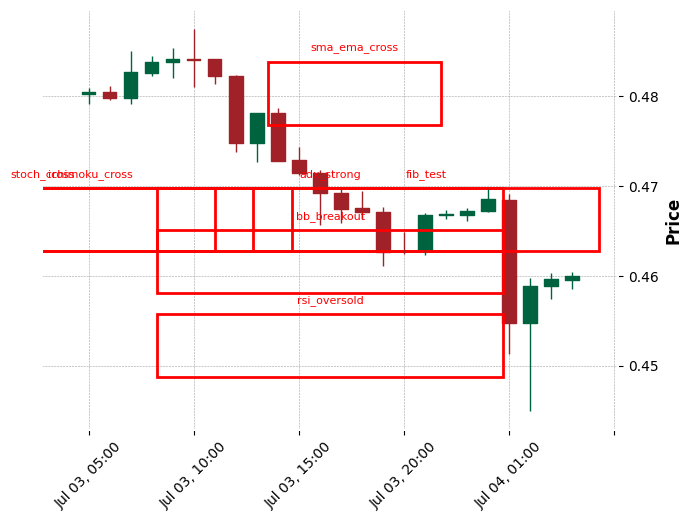 sma_ema_cross
0.48
ichimoku_cross
adx_strong
fib_test
0.47
bb_breakout
Price
0.46
rsi_oversold
0.45
Jul 03, 05:00
Jul 03, 10:00
Jul 03, 15:00
Jul 03, 20:00
Jul 04, 01:00